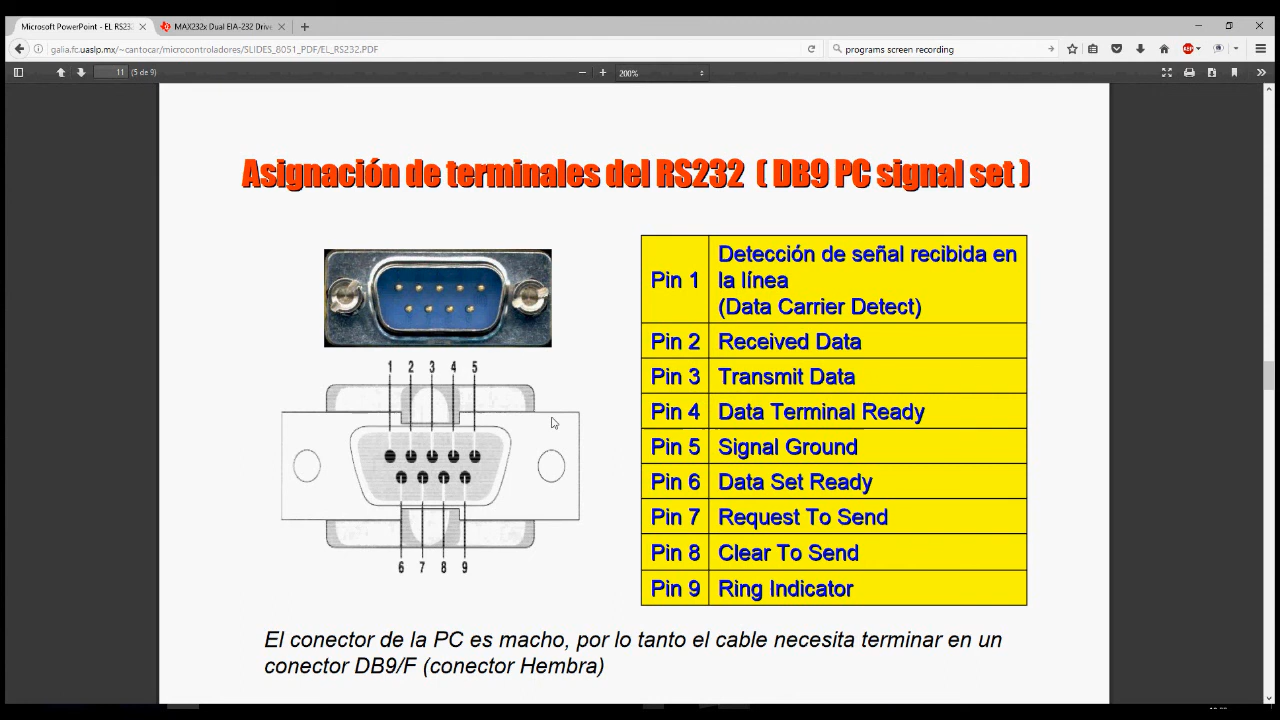 Microsoft PowerPoint - EL RS232
MAX232x Dual EIA-232 Drive
galia.fc.uaslp.mx/~cantocar/microcontroladores/SLIDES_8051_PDF/EL_RS232.PDF
programs screen recording
ABP
11 (5 de 9)
200%
Asignación de terminales del RS232 ( DB9 PC signal set )
1 2 3 4 5
6 7 8 9
Pin 1 Detección de señal recibida en
la línea
(Data Carrier Detect)
Pin 2 Received Data
Pin 3 Transmit Data
Pin 4 Data Terminal Ready
Pin 5 Signal Ground
Pin 6 Data Set Ready
Pin 7 Request To Send
Pin 8 Clear To Send
Pin 9 Ring Indicator
El conector de la PC es macho, por lo tanto el cable necesita terminar en un
conector DB9/F (conector Hembra)